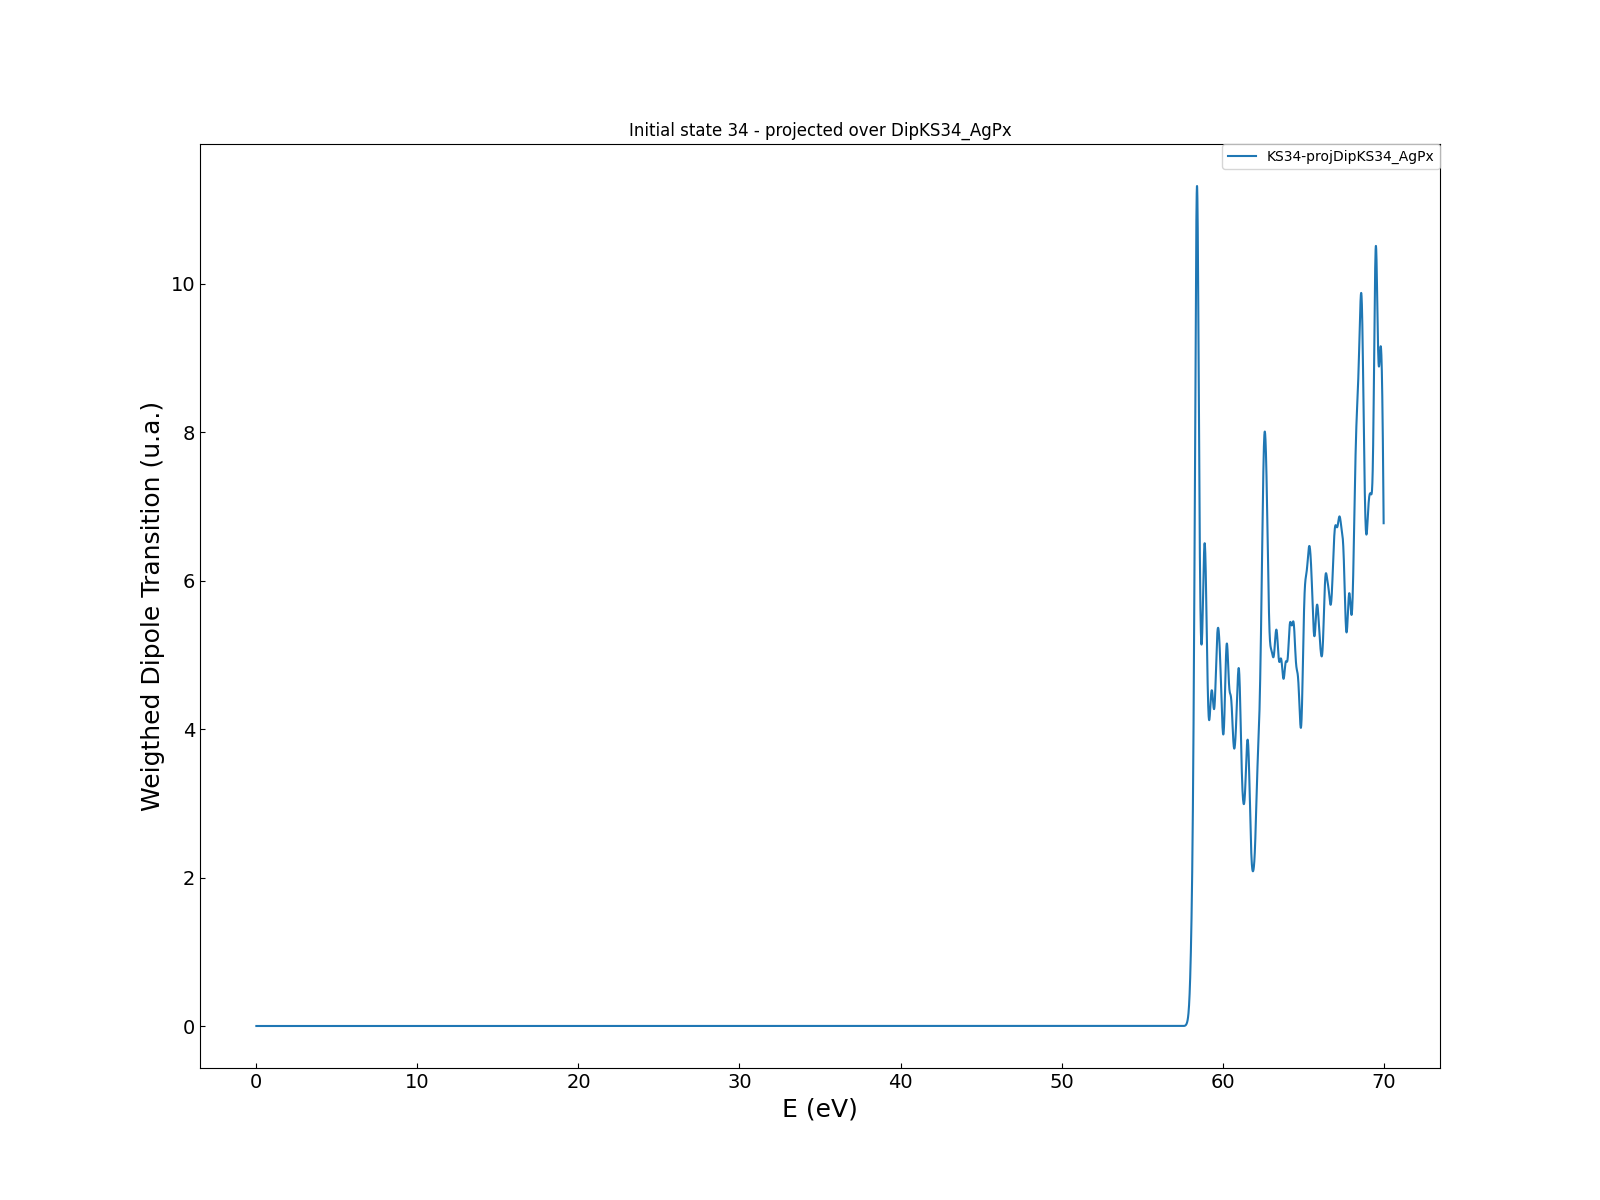 Initial state 34 - projected over DipKS34_AgPx
KS34-projDipKS34_AgPx
Weigthed Dipole Transition (u.a.)
10
8
6
4
2
0
0 10 20 30 40 50 60 70
E (eV)